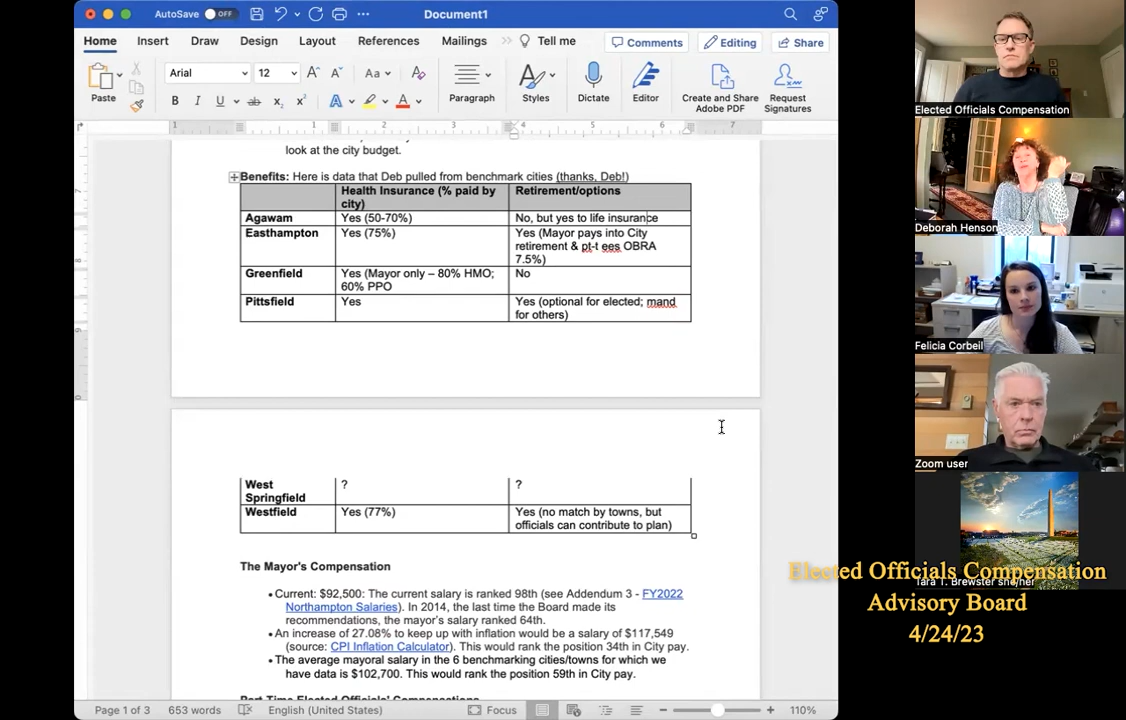 AutoSave OFF
Document1
Home Insert Draw Design Layout References Mailings Tell me Comments Editing Share
Paste
Arial 12
Paragraph Styles Dictate Editor Create and Share Adobe PDF Request Signatures
look at the city budget.
Benefits: Here is data that Deb pulled from benchmark cities (thanks, Deb!)
Health Insurance (% paid by city) Retirement/options
Agawam Yes (50-70%) No, but yes to life insurance
Easthampton Yes (75%) Yes (Mayor pays into City retirement & pt-t ees OBRA 7.5%)
Greenfield Yes (Mayor only – 80% HMO; 60% PPO No
Pittsfield Yes Yes (optional for elected; mand for others)
West Springfield ? ?
Westfield Yes (77%) Yes (no match by towns, but officials can contribute to plan)
The Mayor's Compensation
• Current: $92,500: The current salary is ranked 98th (see Addendum 3 - FY2022
Northampton Salaries). In 2014, the last time the Board made its
recommendations, the mayor's salary ranked 64th.
• An increase of 27.08% to keep up with inflation would be a salary of $117,549
(source: CPI Inflation Calculator). This would rank the position 34th in City pay.
• The average mayoral salary in the 6 benchmarking cities/towns for which we
have data is $102,700. This would rank the position 59th in City pay.
Part Time Elected Officials' Compensations
Page 1 of 3 653 words English (United States) Focus 110%
Elected Officials Compensation
Deborah Henson
Felicia Corbeil
Zoom user
Tara T. Brewster she/her
Elected Officials Compensation
Advisory Board
4/24/23